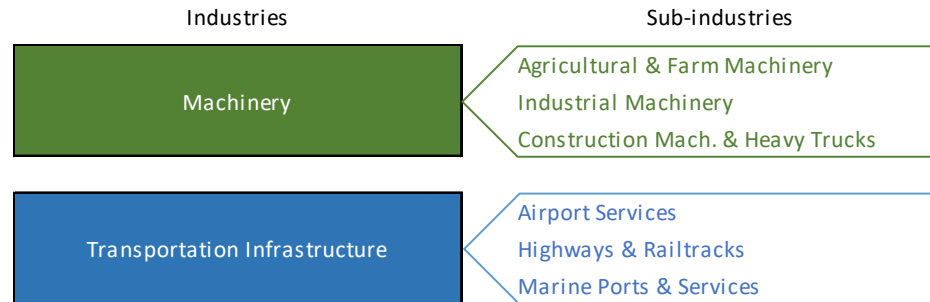 Industries
Sub-industries
Machinery
Agricultural & Farm Machinery
Industrial Machinery
Construction Mach. & Heavy Trucks
Transportation Infrastructure
Airport Services
Highways & Railtracks
Marine Ports & Services